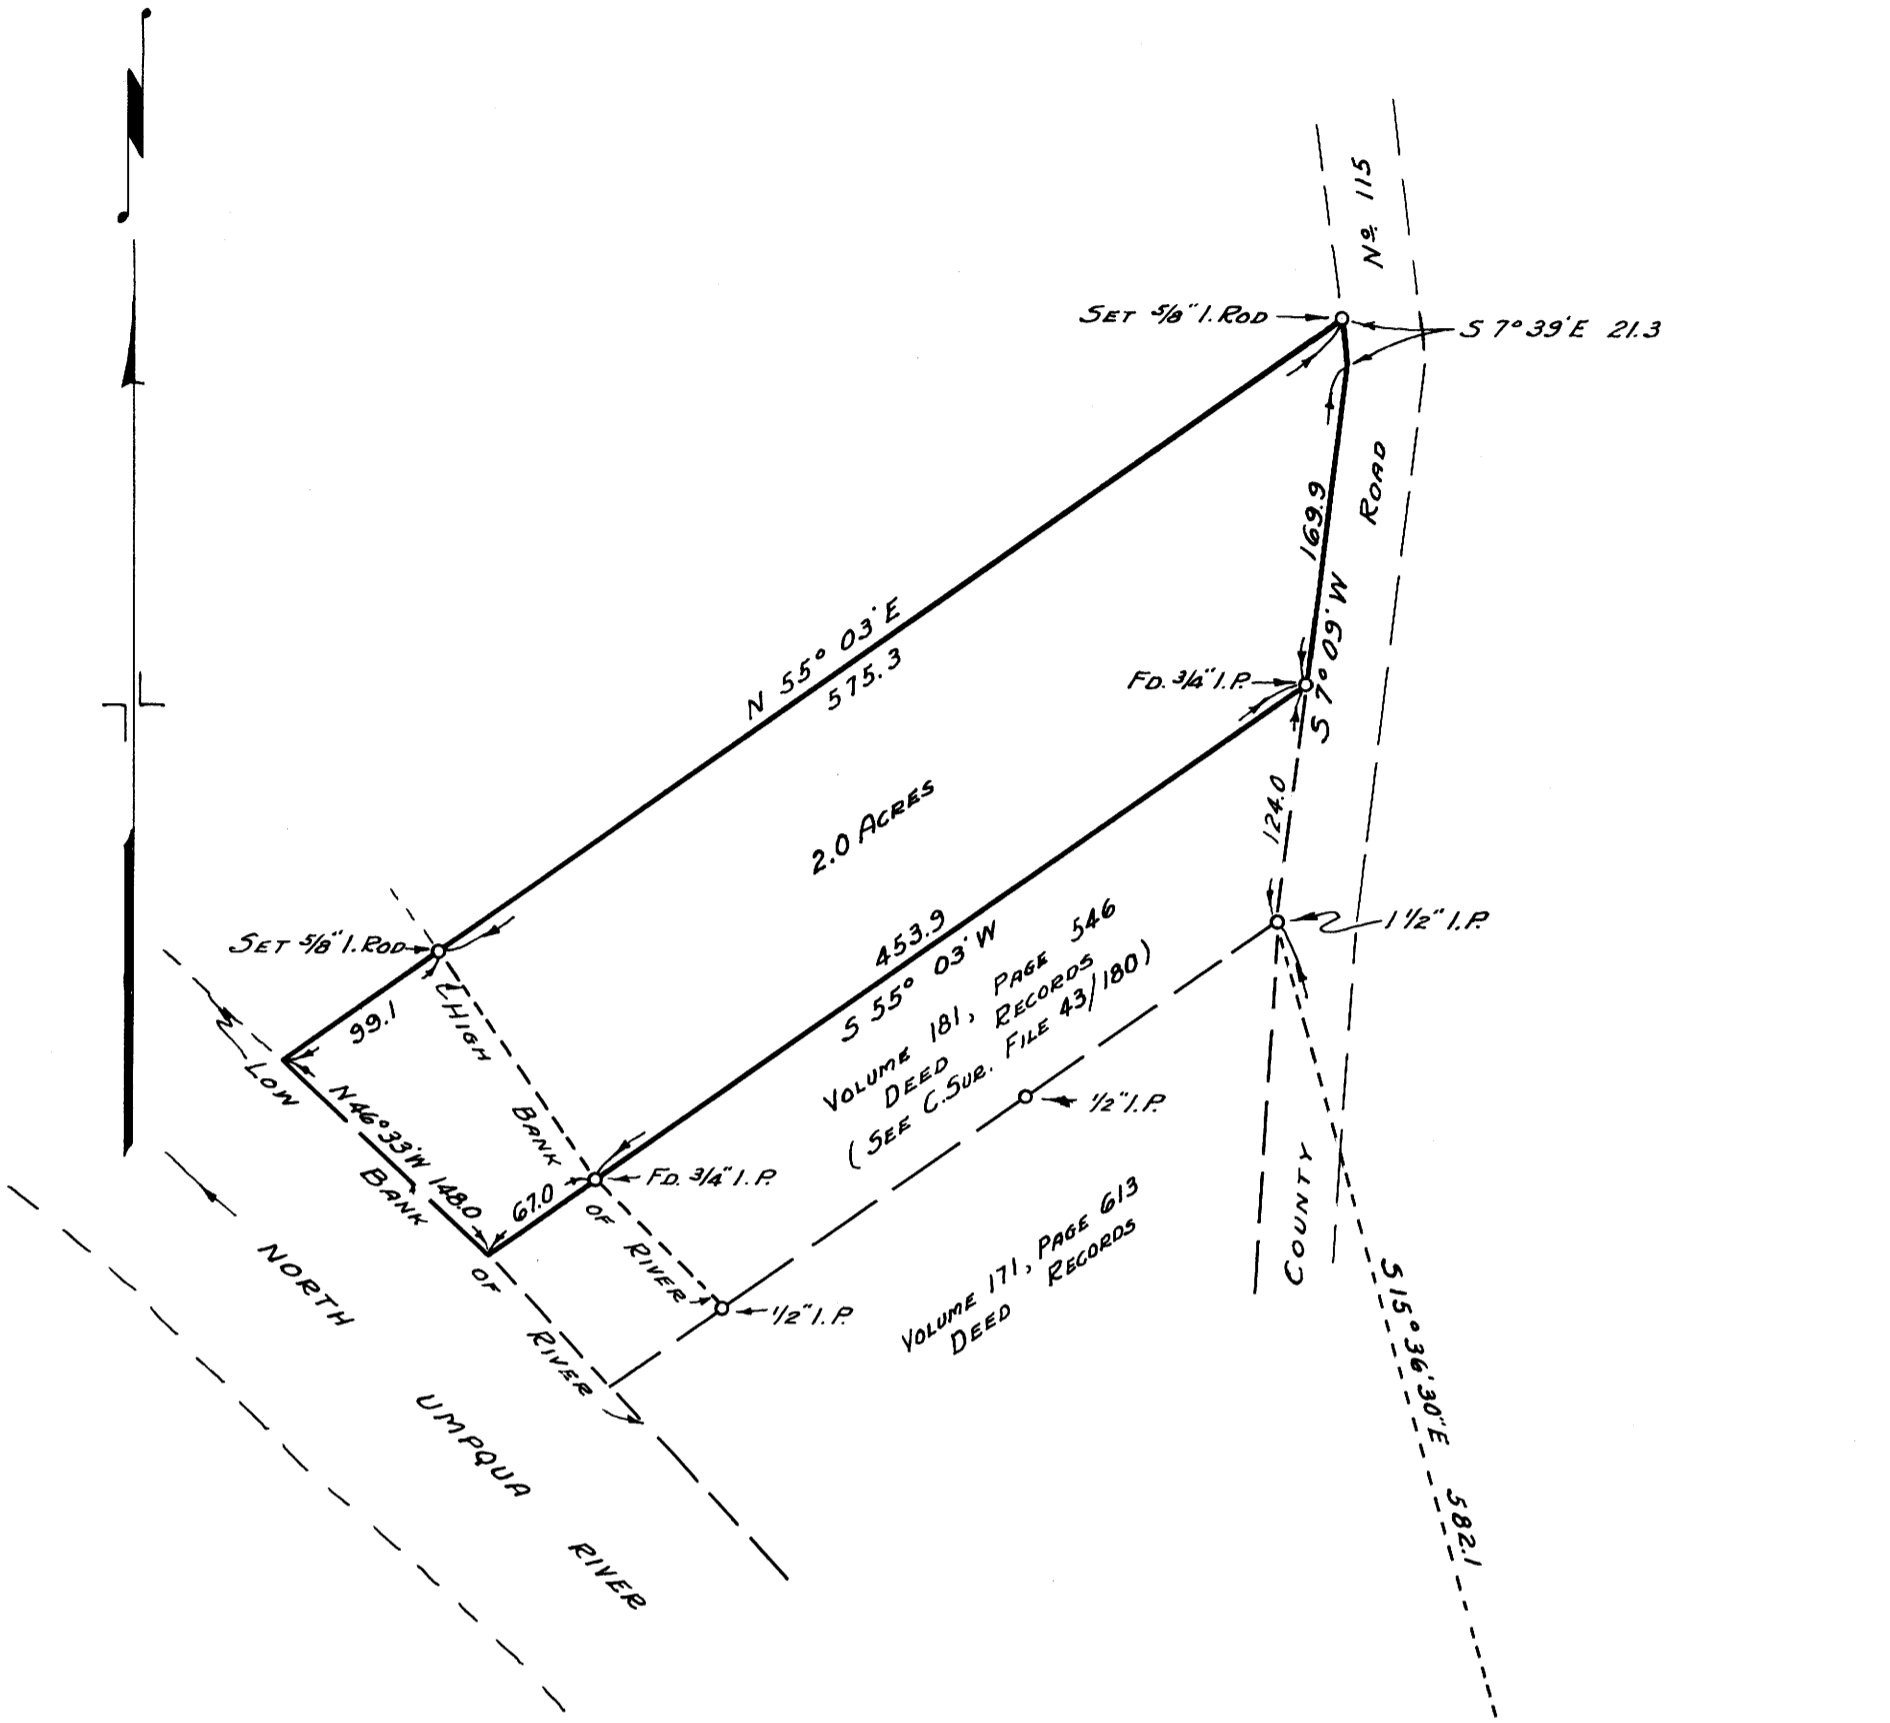 Nº 115
SET 5/8" I. ROD
S 7° 39' E 21.3
ROAD
169.9
S 7° 09' W
N 55° 03' E
575.3
FD. 3/4" I.P.
124.0
2.0 ACRES
1 1/2" I.P.
SET 5/8" I. ROD
99.1
453.9
S 55° 03' W
VOLUME 181, PAGE 546
DEED RECORDS
(SEE C. SUR. FILE 43/180)
1/2" I.P.
HIGH BANK OF RIVER
LOW BANK OF RIVER
N 46° 33' W 148.0
67.0
FD. 3/4" I.P.
1/2" I.P.
VOLUME 171, PAGE 613
DEED RECORDS
COUNTY
S 15° 36' 30" E 582.1
NORTH UMPQUA RIVER